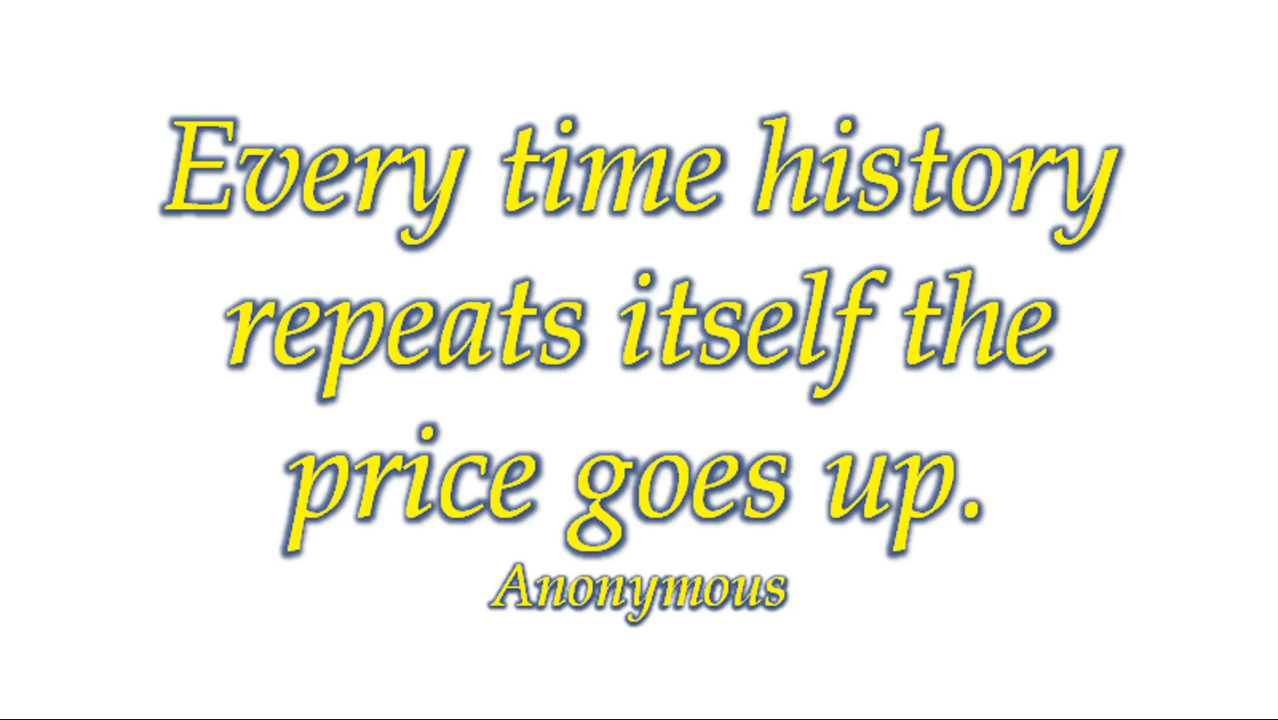 Every time history
repeats itself the
price goes up.
Anonymous